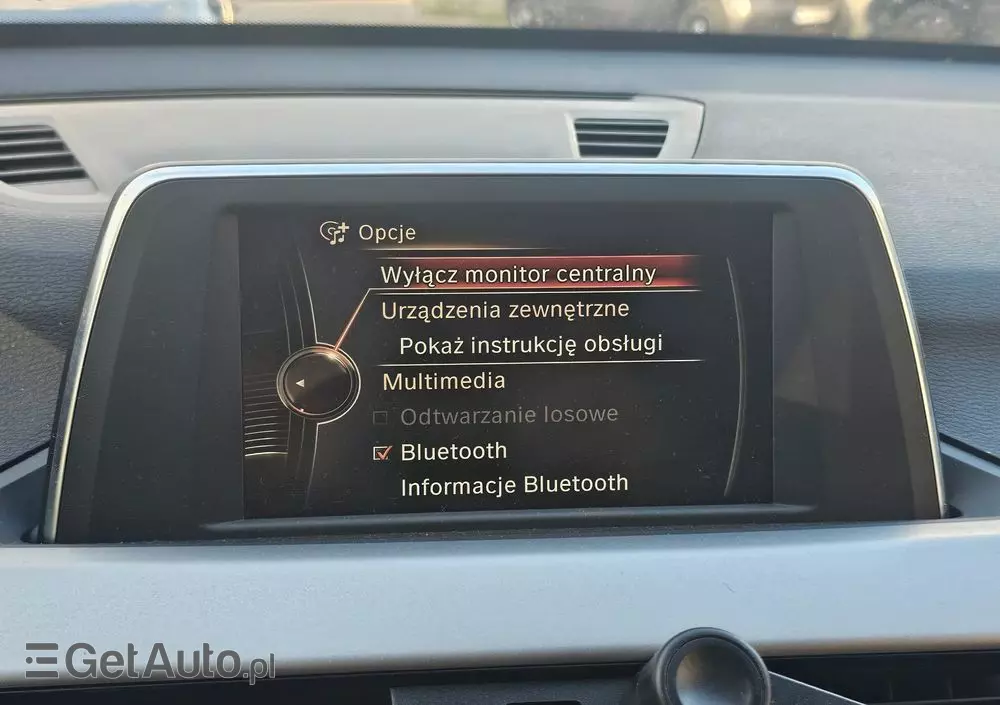 Opcje
Wyłącz monitor centralny
Urządzenia zewnętrzne
Pokaż instrukcję obsługi
Multimedia
Odtwarzanie losowe
Bluetooth
Informacje Bluetooth
GetAuto.pl